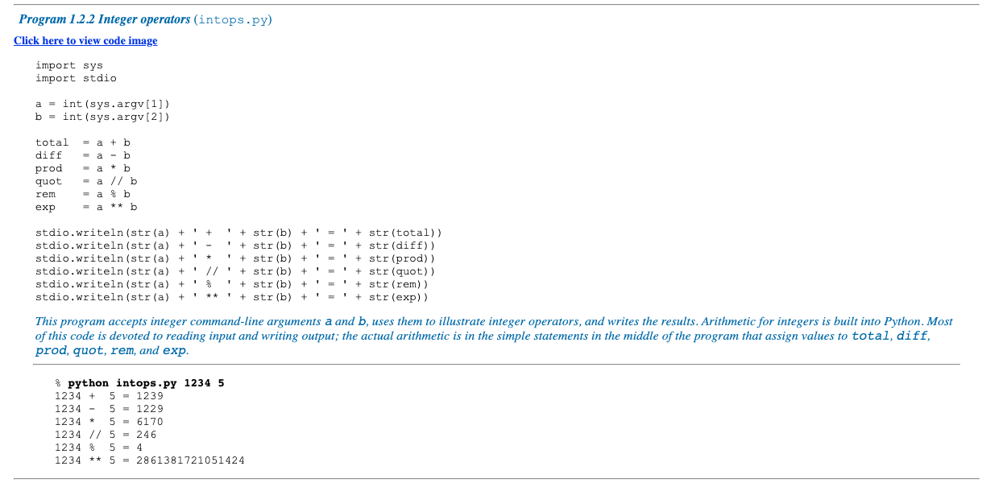 Program 1.2.2 Integer operators (intops.py)
Click here to view code image
import sys
import stdio
a = int(sys.argv[1])
b = int(sys.argv[2])
total  = a + b
diff   = a - b
prod   = a * b
quot   = a // b
rem    = a % b
exp    = a ** b
stdio.writeln(str(a) + ' +  ' + str(b) + ' = ' + str(total))
stdio.writeln(str(a) + ' -  ' + str(b) + ' = ' + str(diff))
stdio.writeln(str(a) + ' *  ' + str(b) + ' = ' + str(prod))
stdio.writeln(str(a) + ' // ' + str(b) + ' = ' + str(quot))
stdio.writeln(str(a) + ' %  ' + str(b) + ' = ' + str(rem))
stdio.writeln(str(a) + ' ** ' + str(b) + ' = ' + str(exp))
This program accepts integer command-line arguments a and b, uses them to illustrate integer operators, and writes the results. Arithmetic for integers is built into Python. Most
of this code is devoted to reading input and writing output; the actual arithmetic is in the simple statements in the middle of the program that assign values to total, diff,
prod, quot, rem, and exp.
% python intops.py 1234 5
1234 +  5 = 1239
1234 -  5 = 1229
1234 *  5 = 6170
1234 // 5 = 246
1234 %  5 = 4
1234 ** 5 = 2861381721051424